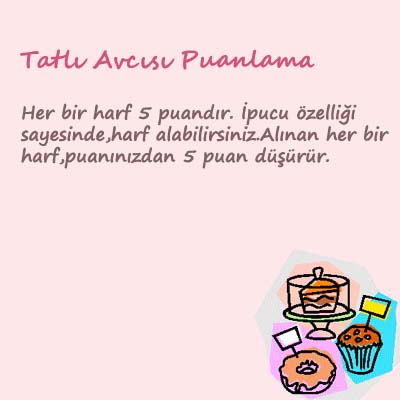 Tatlı Avcısı Puanlama
Her bir harf 5 puandır. İpucu özelliği
sayesinde,harf alabilirsiniz.Alınan her bir
harf,puanınızdan 5 puan düşürür.